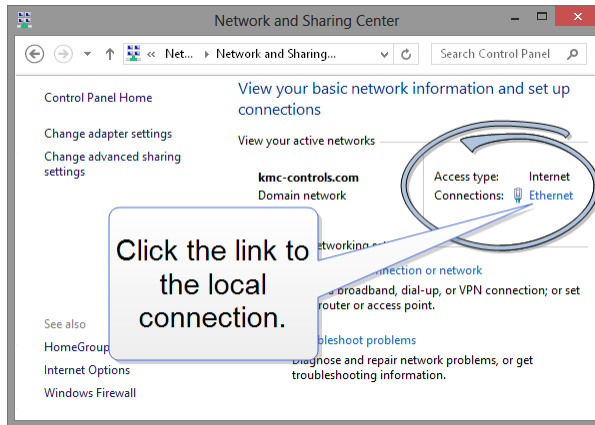 Network and Sharing Center
« Net... Network and Sharing... Search Control Panel
Control Panel Home
Change adapter settings
Change advanced sharing
settings
See also
HomeGroup
Internet Options
Windows Firewall
View your basic network information and set up
connections
View your active networks
kmc-controls.com
Domain network
Access type: Internet
Connections: Ethernet
Click the link to
the local
connection.
or network
broadband, dial-up, or VPN connection; or set
router or access point.
problems
Diagnose and repair network problems, or get
troubleshooting information.